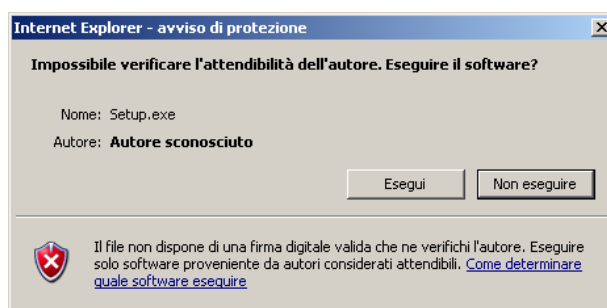 Internet Explorer - avviso di protezione
Impossibile verificare l'attendibilità dell'autore. Eseguire il software?
Nome: Setup.exe
Autore: Autore sconosciuto
Esegui Non eseguire
Il file non dispone di una firma digitale valida che ne verifichi l'autore. Eseguire
solo software proveniente da autori considerati attendibili. Come determinare
quale software eseguire